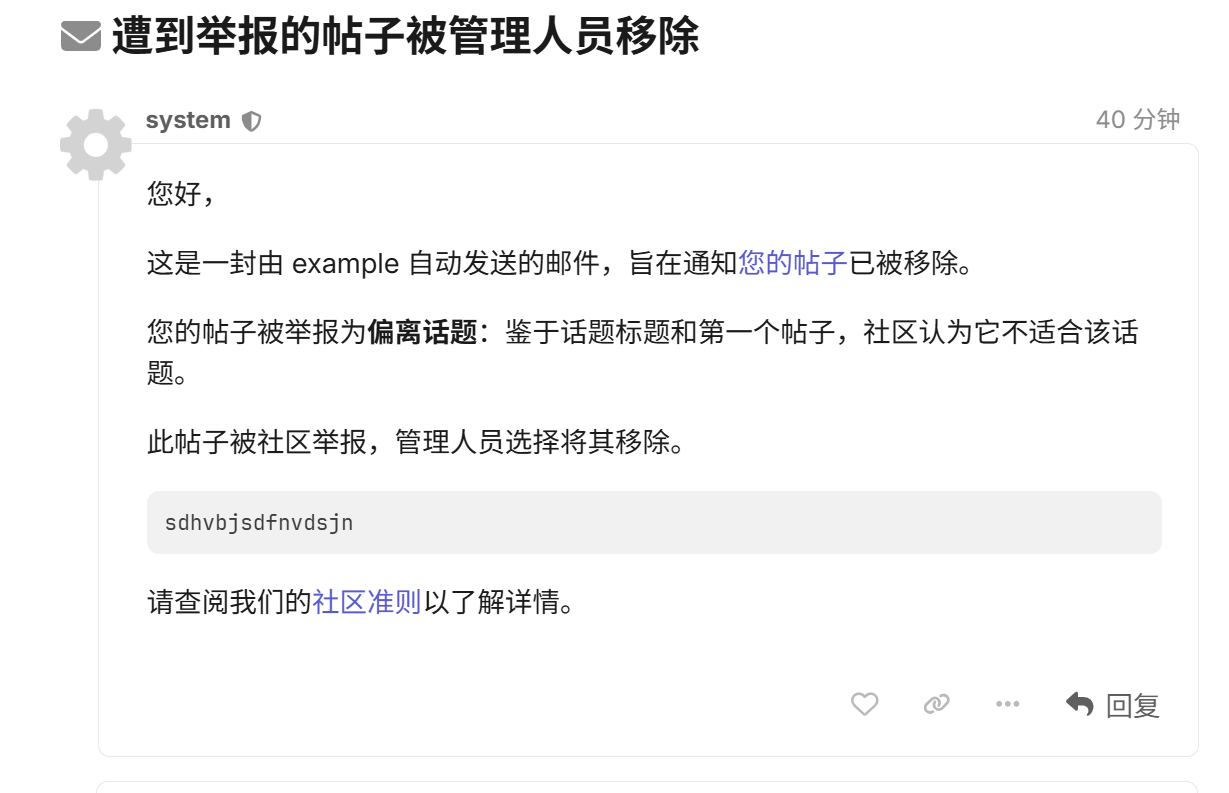 遭到举报的帖子被管理人员移除
system
40 分钟
您好，
这是一封由 example 自动发送的邮件，旨在通知您的帖子已被移除。
您的帖子被举报为偏离话题：鉴于话题标题和第一个帖子，社区认为它不适合该话
题。
此帖子被社区举报，管理人员选择将其移除。
sdhvbjsdfnvdsjn
请查阅我们的社区准则以了解详情。
回复